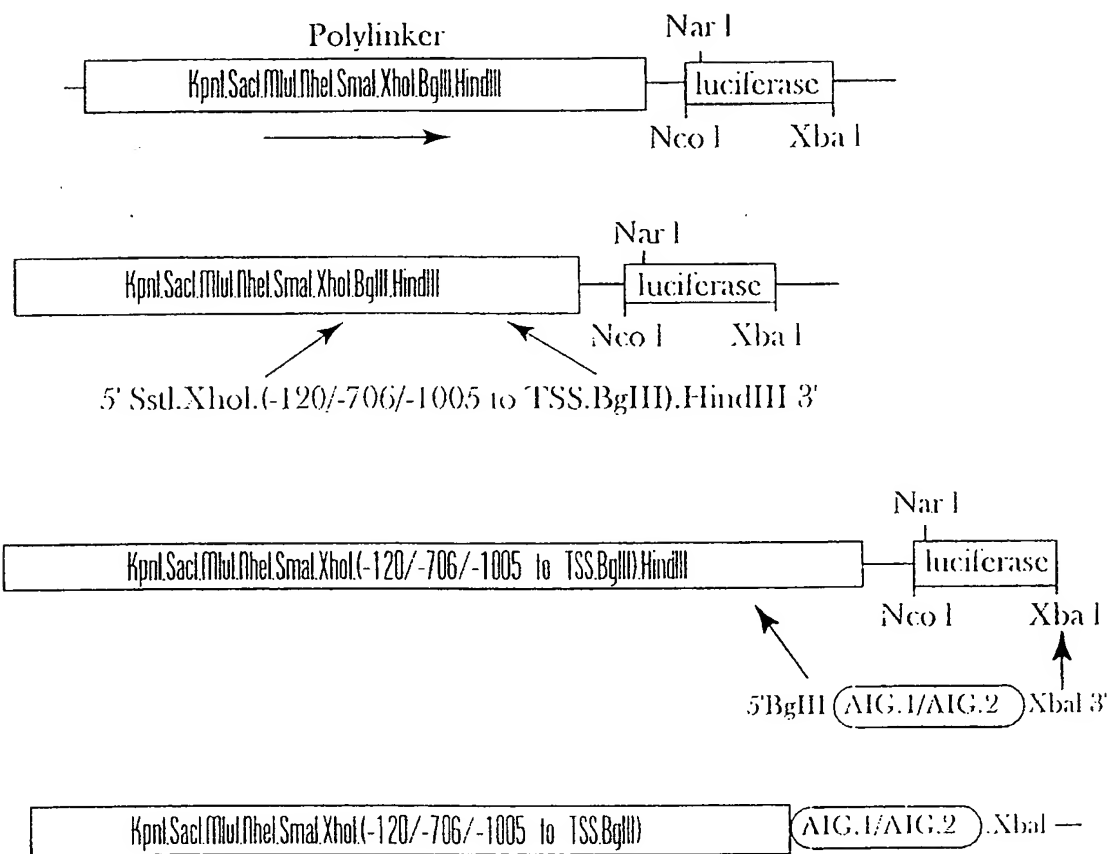 Polylinker
Nar I
KpnI.SacI.MluI.NheI.SmaI.XhoI.BglII.HindIII
luciferase
Nco I
Xba I
Nar I
KpnI.SacI.MluI.NheI.SmaI.XhoI.BglII.HindIII
luciferase
Nco I
Xba I
5' SstI.XhoI.(-120/-706/-1005 to TSS.BglII).HindIII 3'
Nar I
KpnI.SacI.MluI.NheI.SmaI.XhoI.(-120/-706/-1005 to TSS.BglII).HindIII
luciferase
Nco I
Xba I
5'BglII AIG.1/AIG.2 XbaI 3'
KpnI.SacI.MluI.NheI.SmaI.XhoI.(-120/-706/-1005 to TSS.BglII) AIG.1/AIG.2 .XbaI